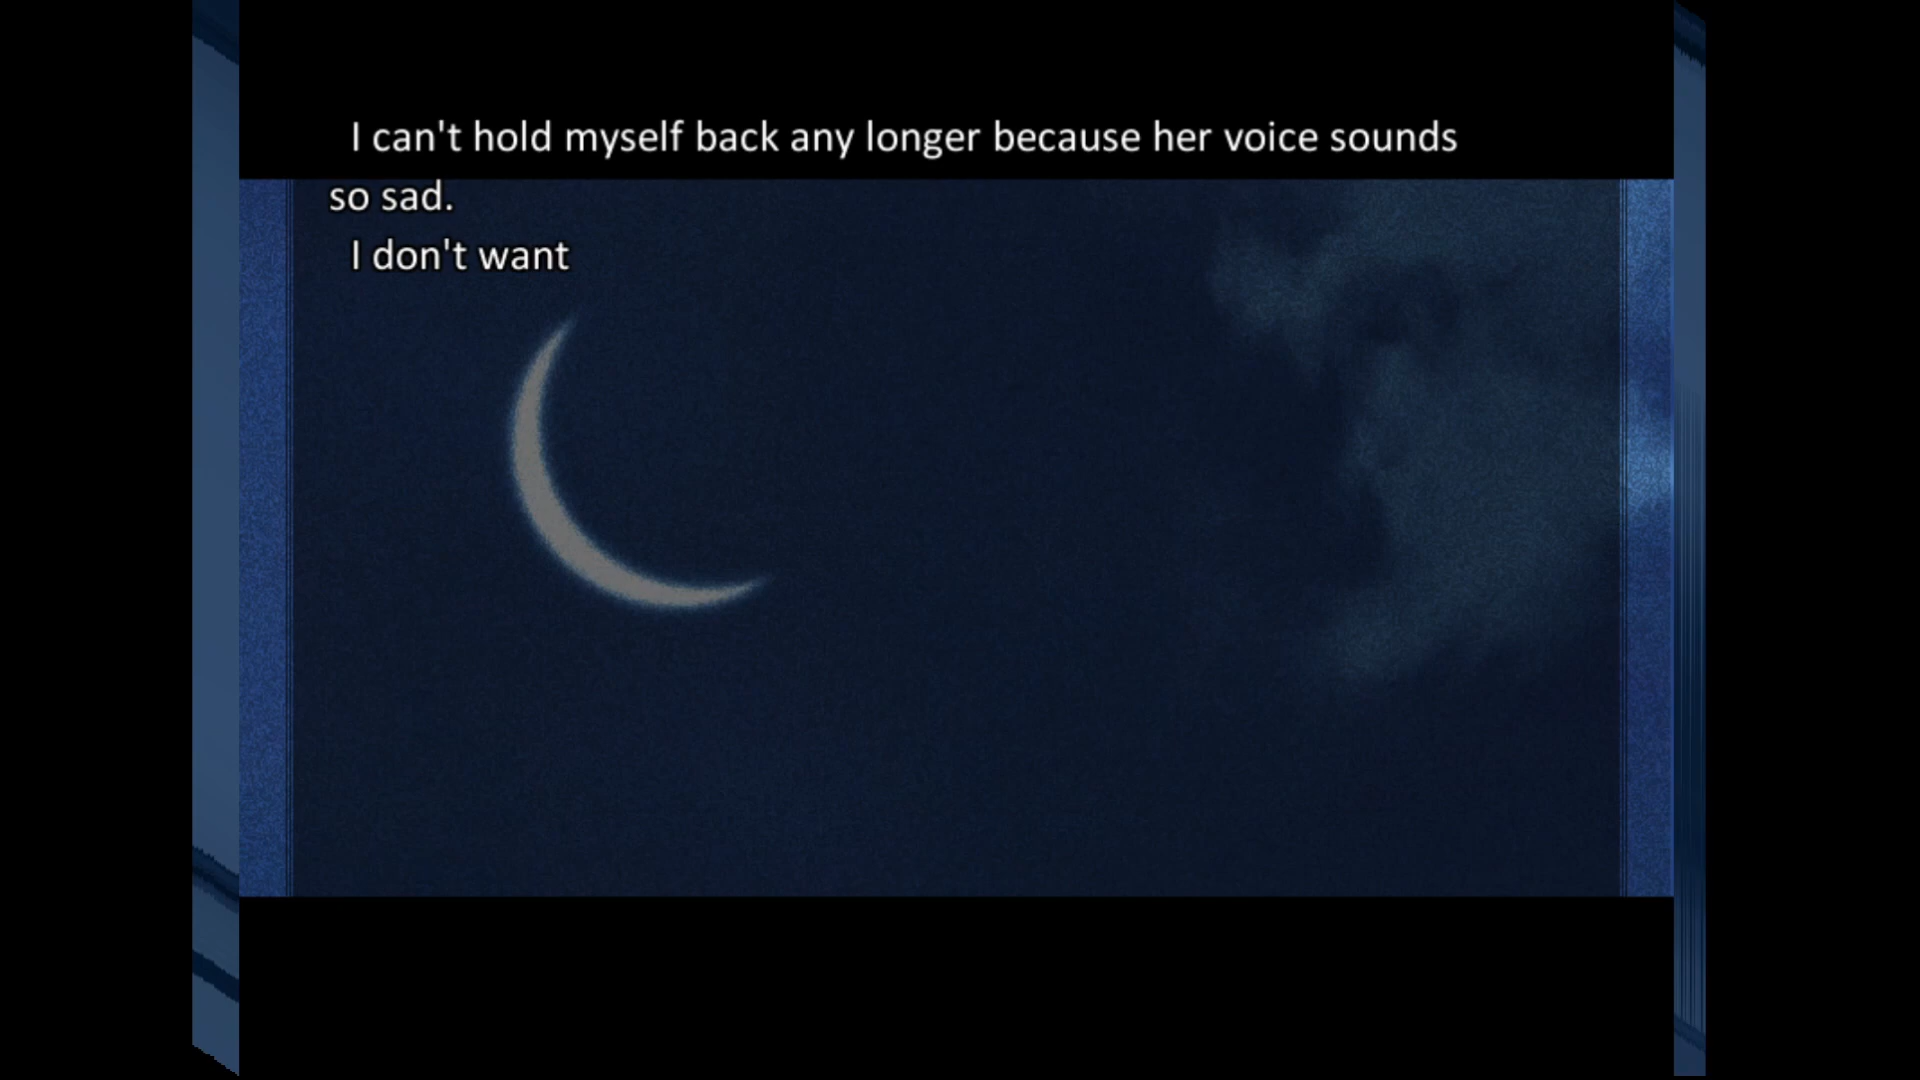 I can't hold myself back any longer because her voice sounds
so sad.
I don't want